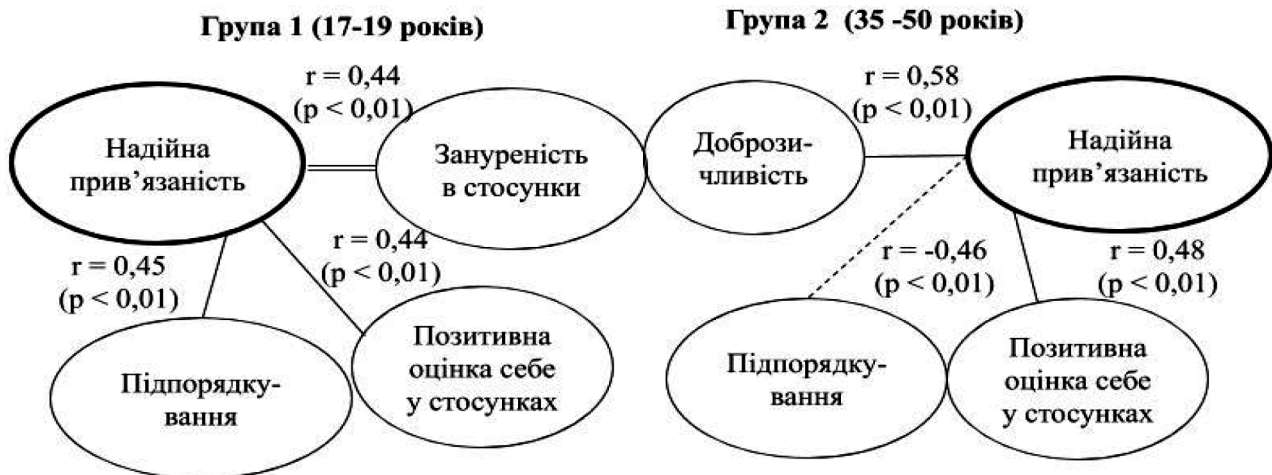 Група 1 (17-19 років)
Група 2 (35 -50 років)
r = 0,44
(p < 0,01)
r = 0,58
(p < 0,01)
Надійна
прив’язаність
Зануреність
в стосунки
Добрози-
чливість
Надійна
прив’язаність
r = 0,45
(p < 0,01)
r = 0,44
(p < 0,01)
r = -0,46
(p < 0,01)
r = 0,48
(p < 0,01)
Підпорядку-
вання
Позитивна
оцінка себе
у стосунках
Підпорядку-
вання
Позитивна
оцінка себе
у стосунках